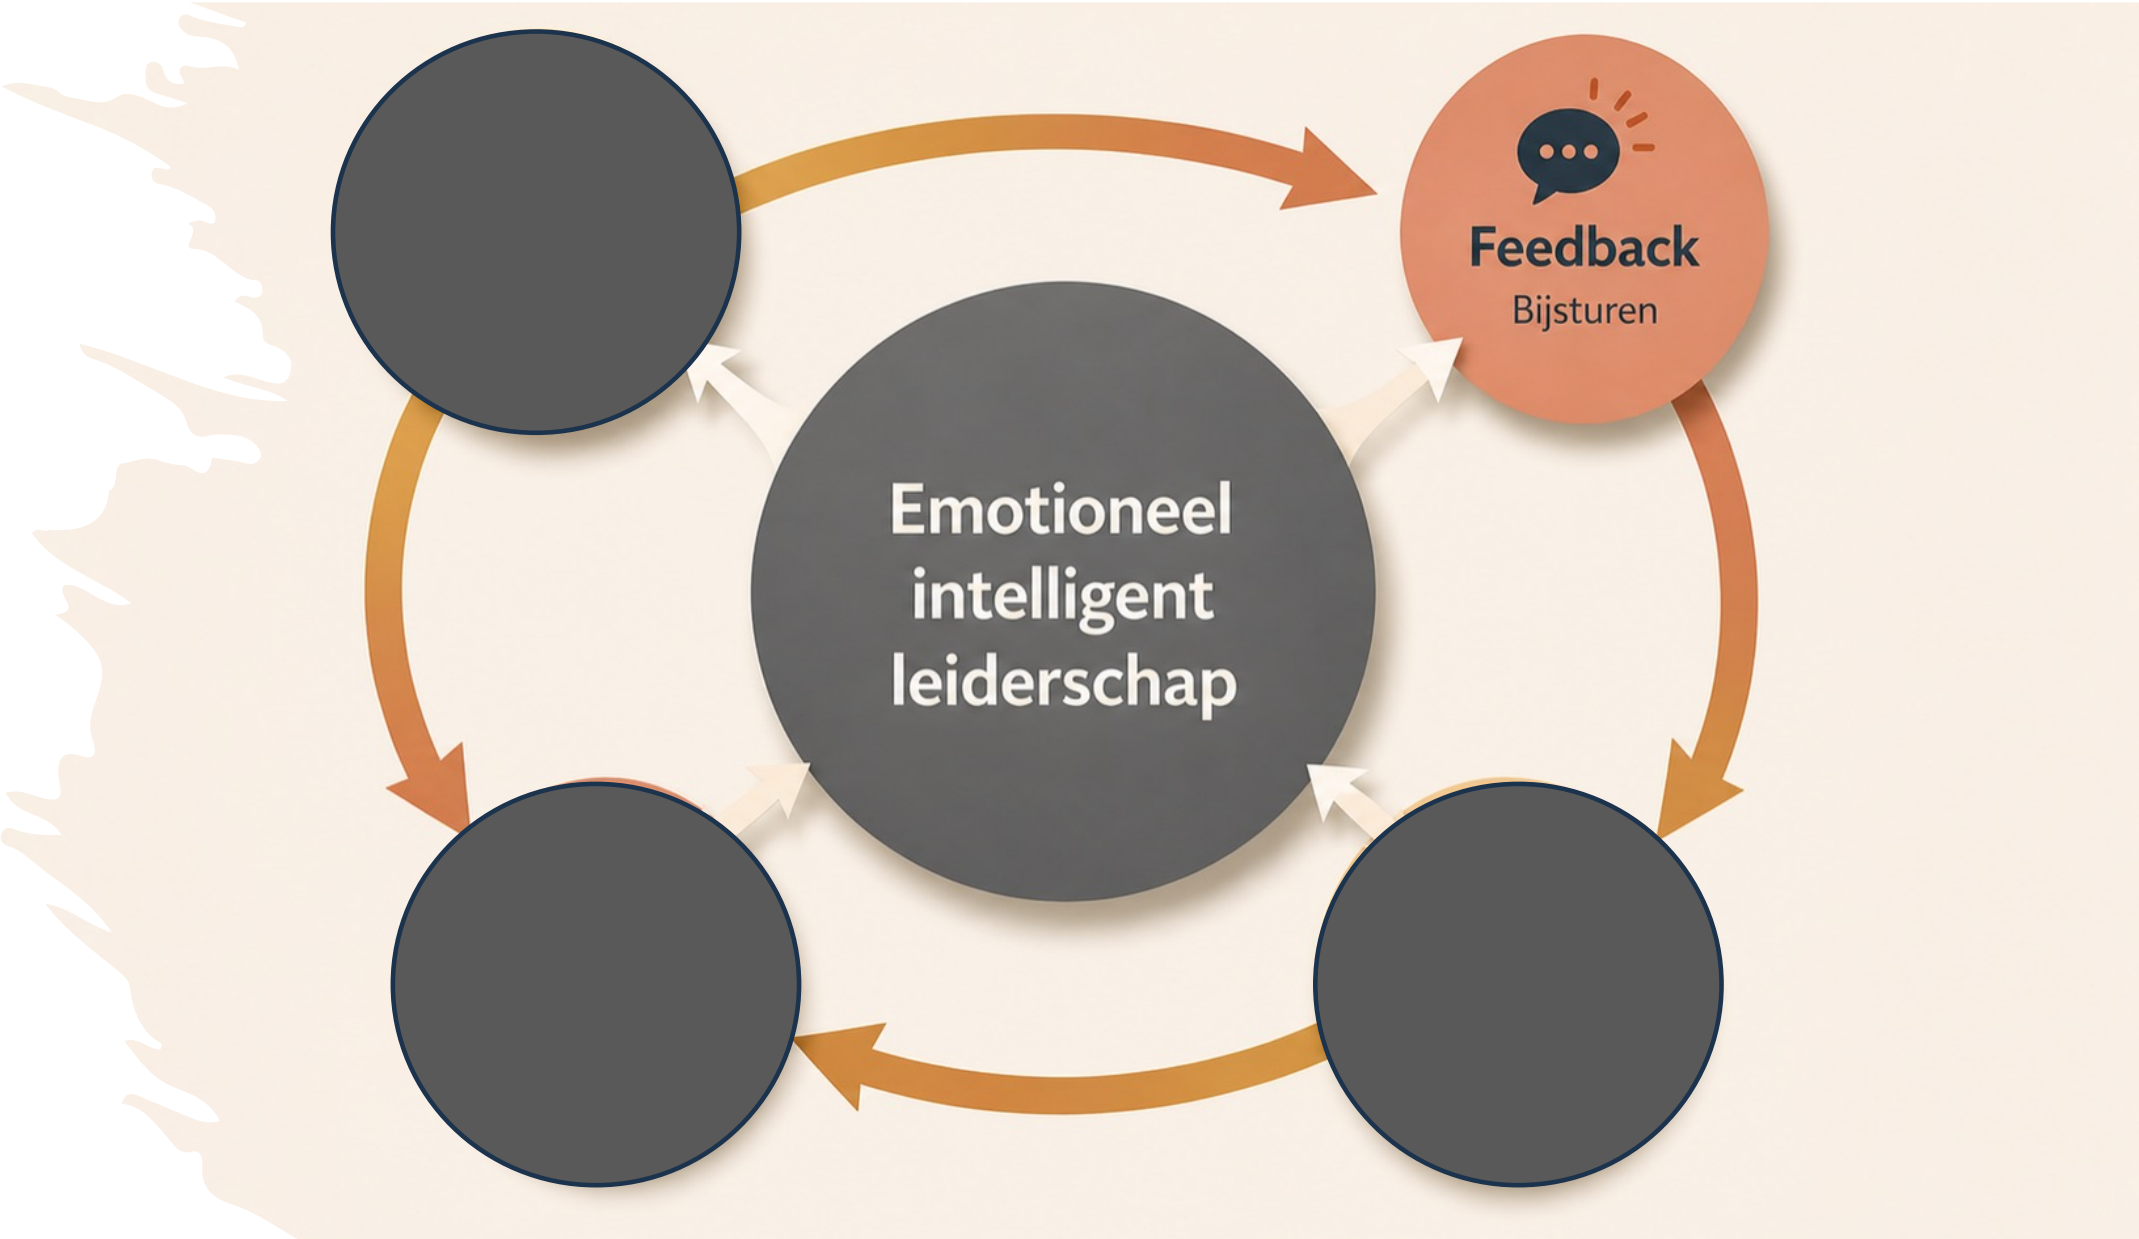 Feedback
Bijsturen
Emotioneel
intelligent
leiderschap